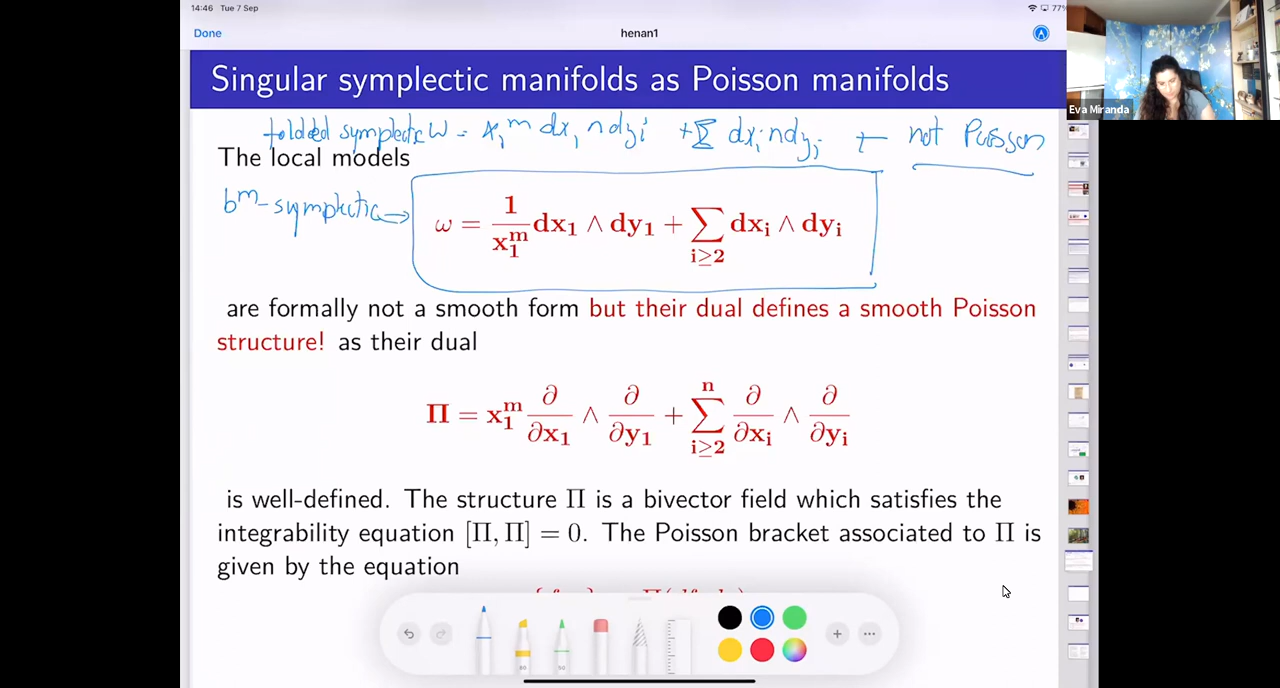 14:46 Tue 7 Sep
77%
Done
henan1
Eva Miranda
Singular symplectic manifolds as Poisson manifolds
folded symplectic ω = x₁ᵐ dx₁ ∧ dyᵢ + Σ dxᵢ ∧ dyᵢ ← not Poisson
The local models
bᵐ-symplectic ⇒
ω = 1/x₁ᵐ dx₁ ∧ dy₁ + ∑_{i≥2} dxᵢ ∧ dyᵢ
are formally not a smooth form but their dual defines a smooth Poisson
structure! as their dual
Π = x₁ᵐ ∂/∂x₁ ∧ ∂/∂y₁ + ∑_{i≥2}^{n} ∂/∂xᵢ ∧ ∂/∂yᵢ
is well-defined. The structure Π is a bivector field which satisfies the
integrability equation [Π, Π] = 0. The Poisson bracket associated to Π is
given by the equation